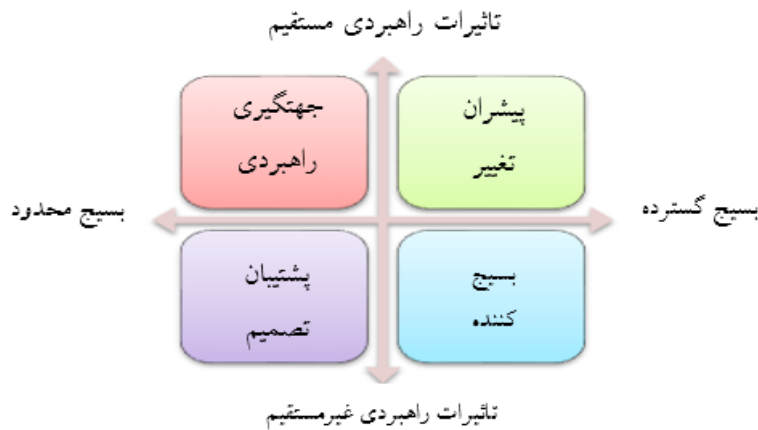 تاثیرات راهبردی مستقیم
پیشران
تغییر
جهتگیری
راهبردی
بسیج گسترده
بسیج محدود
بسیج
کننده
پشتیبان
تصمیم
تاثیرات راهبردی غیرمستقیم